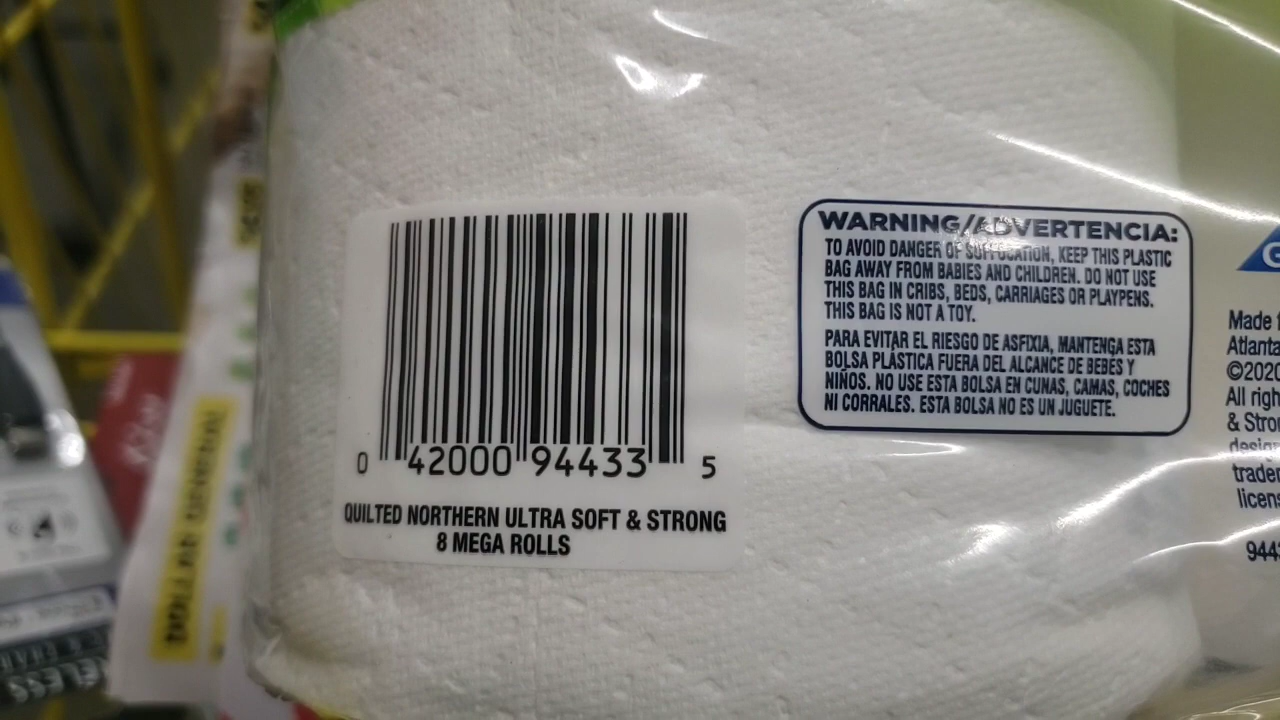 0 42000 94433 5
QUILTED NORTHERN ULTRA SOFT & STRONG
8 MEGA ROLLS
WARNING/ADVERTENCIA:
TO AVOID DANGER OF SUFFOCATION, KEEP THIS PLASTIC
BAG AWAY FROM BABIES AND CHILDREN. DO NOT USE
THIS BAG IN CRIBS, BEDS, CARRIAGES OR PLAYPENS.
THIS BAG IS NOT A TOY.
PARA EVITAR EL RIESGO DE ASFIXIA, MANTENGA ESTA
BOLSA PLÁSTICA FUERA DEL ALCANCE DE BEBES Y
NIÑOS. NO USE ESTA BOLSA EN CUNAS, CAMAS, COCHES
NI CORRALES. ESTA BOLSA NO ES UN JUGUETE.
G
Made
Atlanta
©2020
All
&